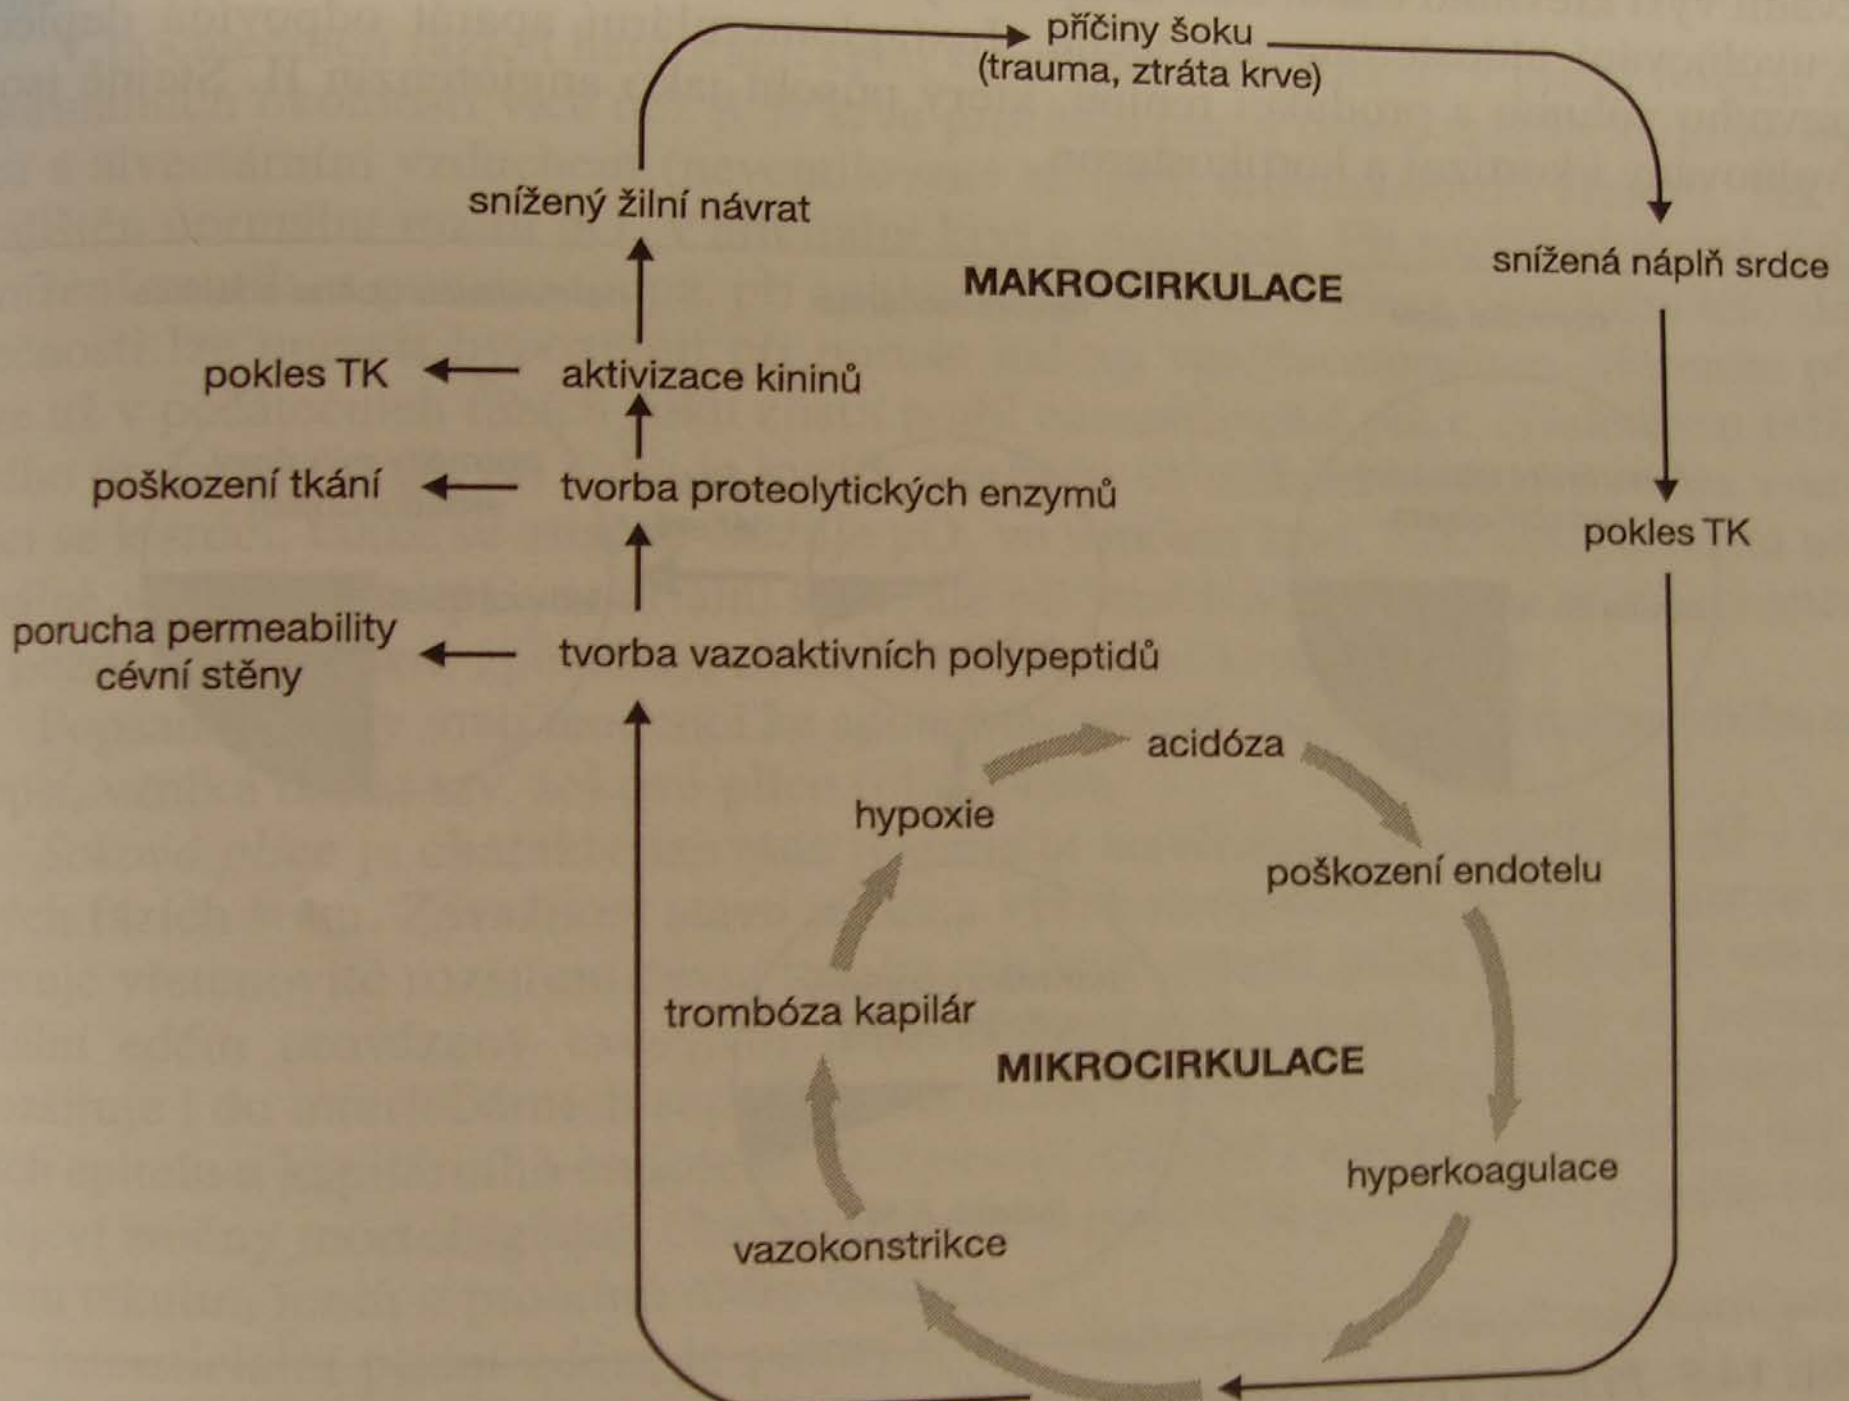 příčiny šoku
(trauma, ztráta krve)
snížený žilní návrat
snížená náplň srdce
MAKROCIRKULACE
pokles TK
aktivizace kininů
poškození tkání
tvorba proteolytických enzymů
pokles TK
porucha permeability
cévní stěny
tvorba vazoaktivních polypeptidů
acidóza
hypoxie
poškození endotelu
trombóza kapilár
MIKROCIRKULACE
hyperkoagulace
vazokonstrikce